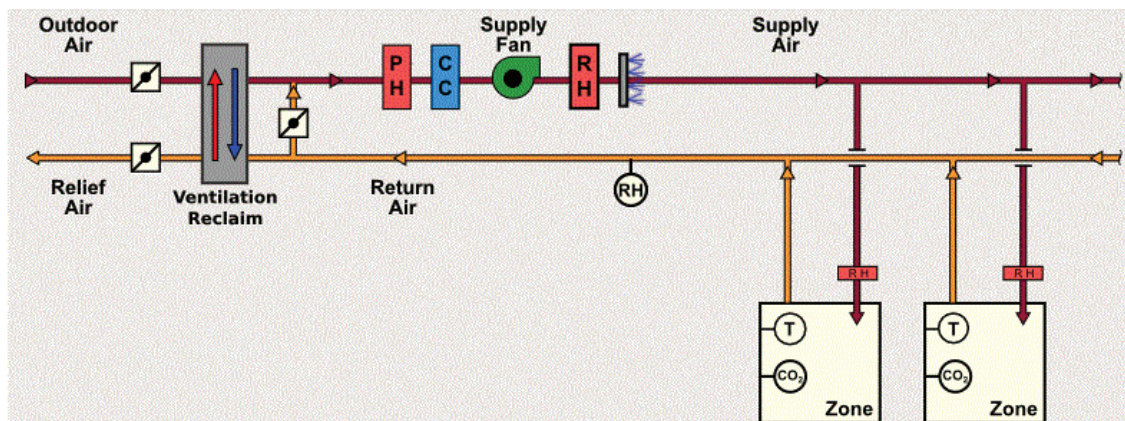 Outdoor
Air
Supply
Fan
Supply
Air
P
H
C
C
R
H
Relief
Air
Ventilation
Reclaim
Return
Air
RH
RH
RH
T
T
CO₂
CO₂
Zone
Zone